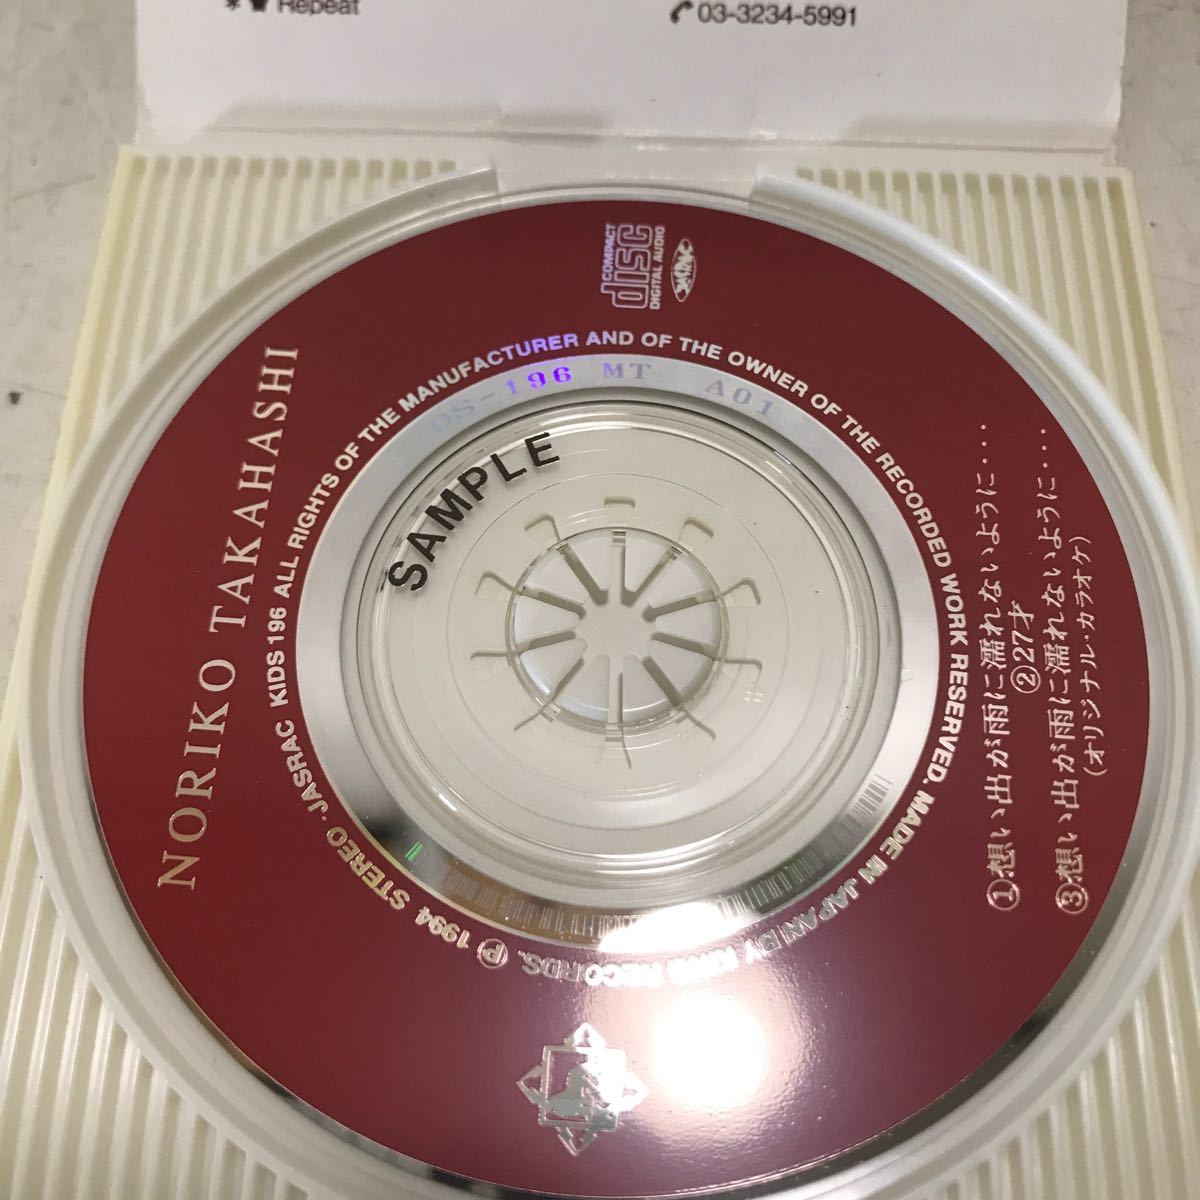 * Repeat
03-3234-5991
COMPACT
disc
DIGITAL AUDIO
JASRAC
NORIKO TAKAHASHI
KIDS 196 ALL RIGHTS OF THE MANUFACTURER AND OF THE OWNER OF THE RECORDED WORK RESERVED. MADE IN JAPAN BY KING RECORDS. Ⓟ 1994 STEREO JASRAC
DS-196 MT A01
SAMPLE
①想い出が雨に濡れないように・・・
②27才
③想い出が雨に濡れないように・・・
(オリジナル・カラオケ)